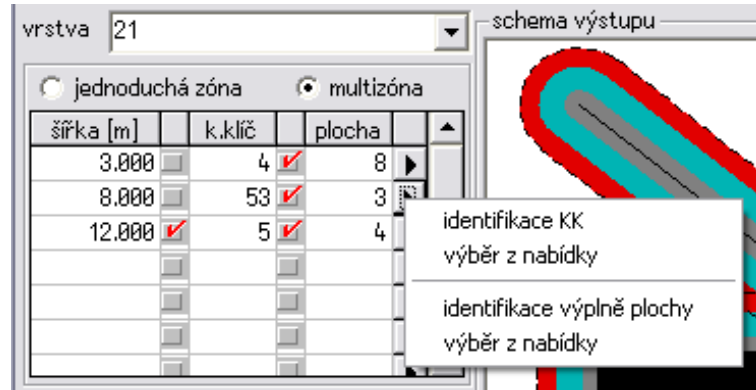 vrstva 21
schema výstupu
jednoduchá zóna multizóna
šířka [m] k.klíč plocha
3.000 4 8
8.000 53 3
12.000 5 4
identifikace KK
výběr z nabídky
identifikace výplně plochy
výběr z nabídky